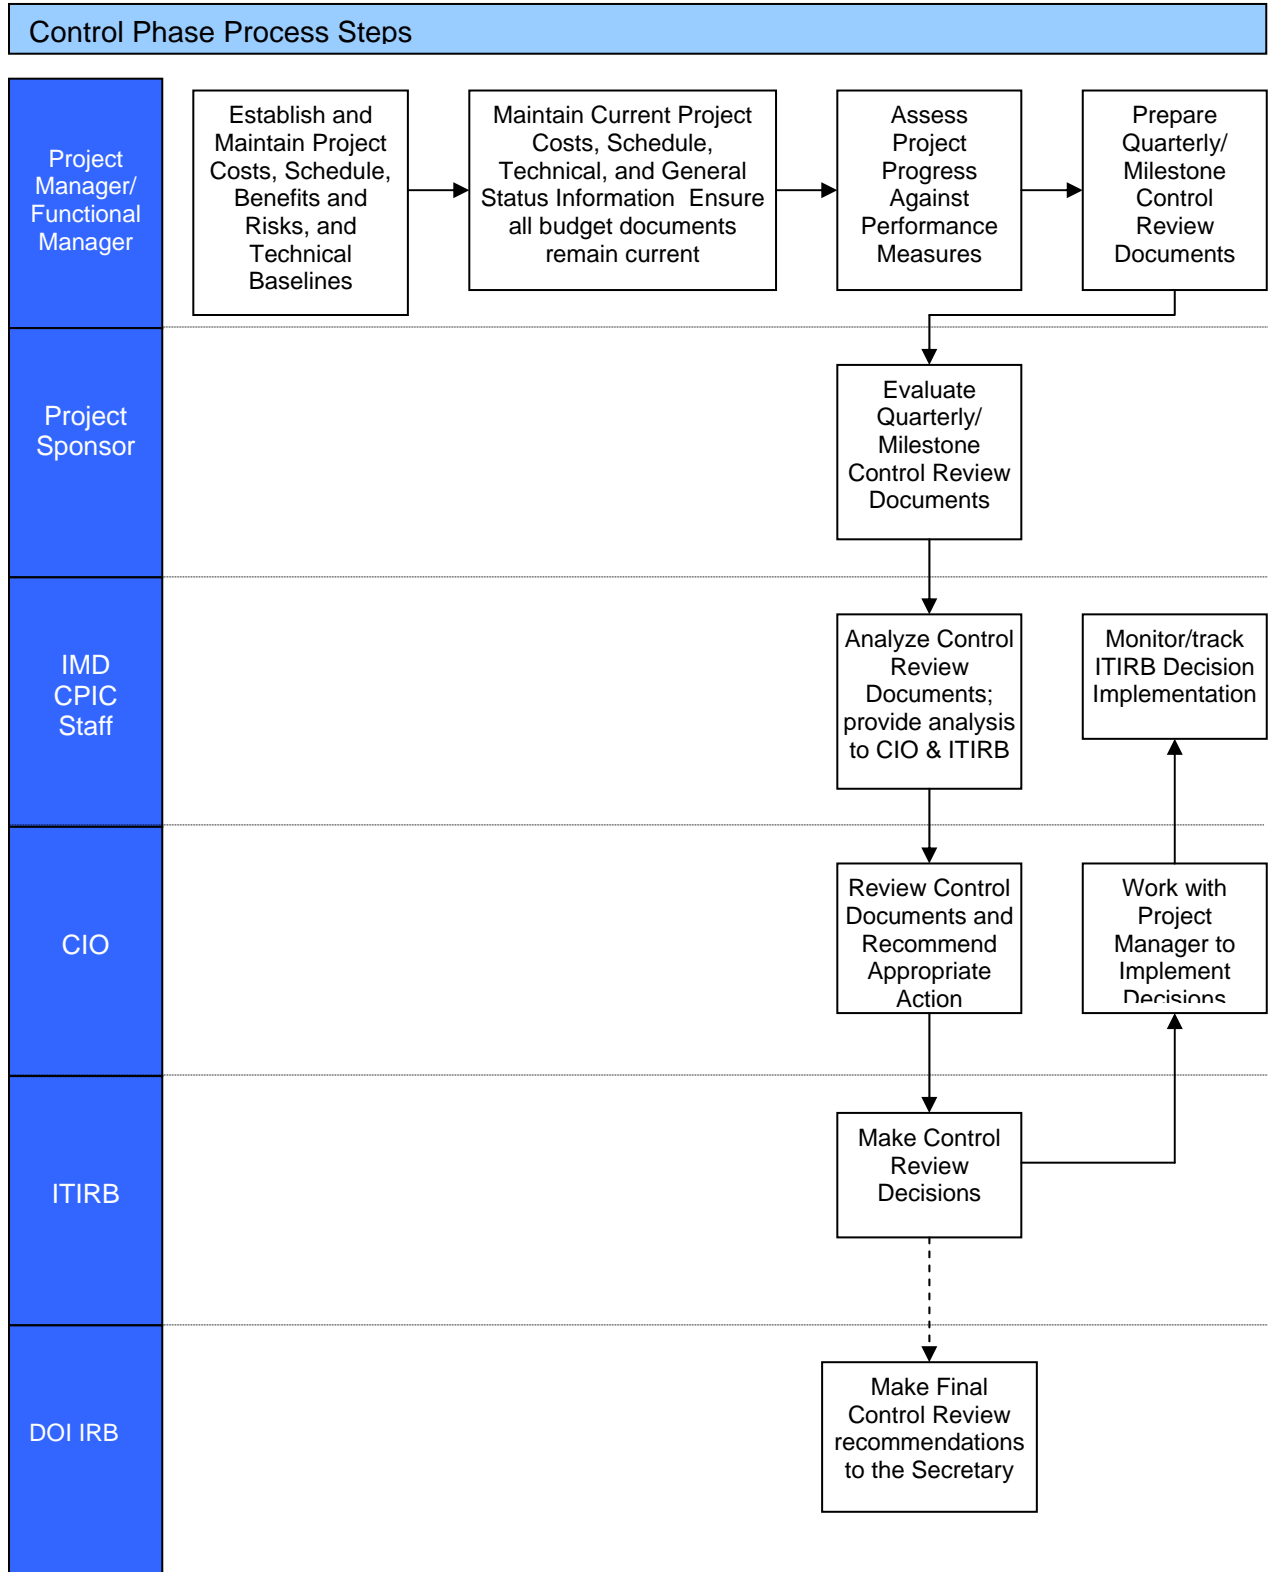 Control Phase Process Steps
Project
Manager/
Functional
Manager
Establish and
Maintain Project
Costs, Schedule,
Benefits and
Risks, and
Technical
Baselines
Maintain Current Project
Costs, Schedule,
Technical, and General
Status Information  Ensure
all budget documents
remain current
Assess
Project
Progress
Against
Performance
Measures
Prepare
Quarterly/
Milestone
Control
Review
Documents
Project
Sponsor
Evaluate
Quarterly/
Milestone
Control Review
Documents
IMD
CPIC
Staff
Analyze Control
Review
Documents;
provide analysis
to CIO & ITIRB
Monitor/track
ITIRB Decision
Implementation
CIO
Review Control
Documents and
Recommend
Appropriate
Action
Work with
Project
Manager to
Implement
Decisions
ITIRB
Make Control
Review
Decisions
DOI IRB
Make Final
Control Review
recommendations
to the Secretary